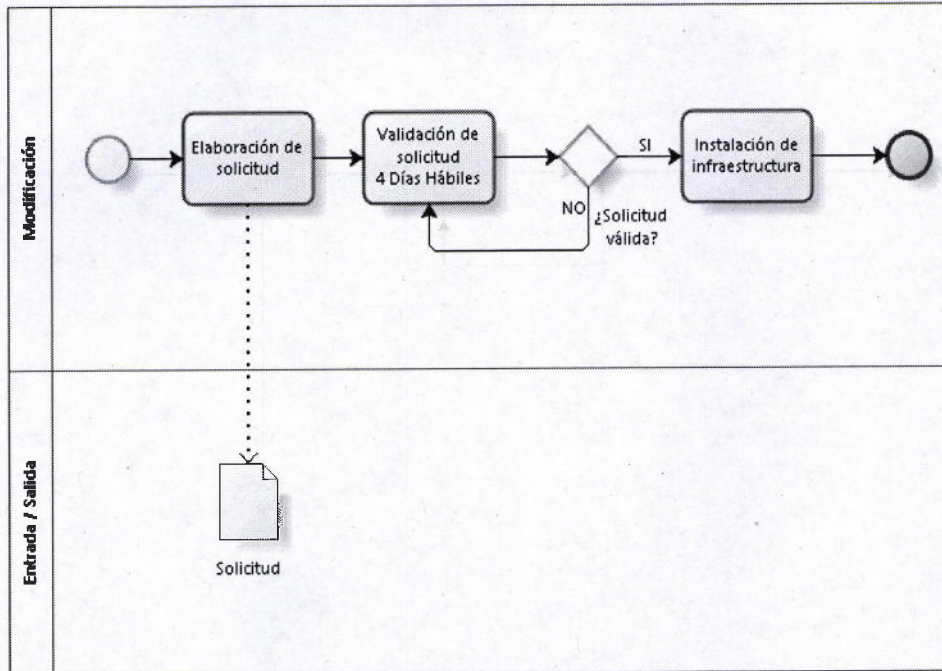 Modificación
Elaboración de
solicitud
Validación de
solicitud
4 Días Hábiles
SI
NO
¿Solicitud
válida?
Instalación de
infraestructura
Entrada / Salida
Solicitud